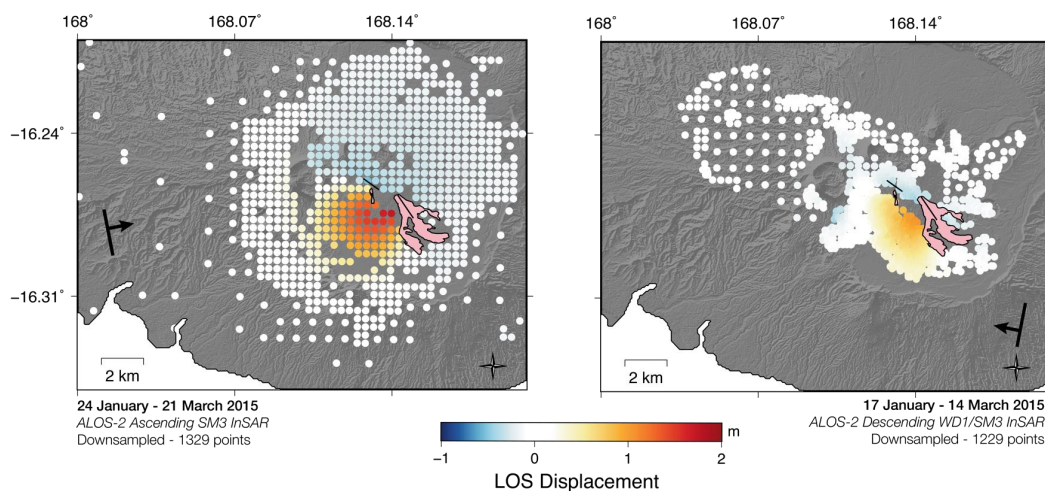 168° 168.07° 168.14°
168° 168.07° 168.14°
−16.24°
−16.31°
2 km
2 km
24 January - 21 March 2015
ALOS-2 Ascending SM3 InSAR
Downsampled - 1329 points
17 January - 14 March 2015
ALOS-2 Descending WD1/SM3 InSAR
Downsampled - 1229 points
m
−1 0 1 2
LOS Displacement